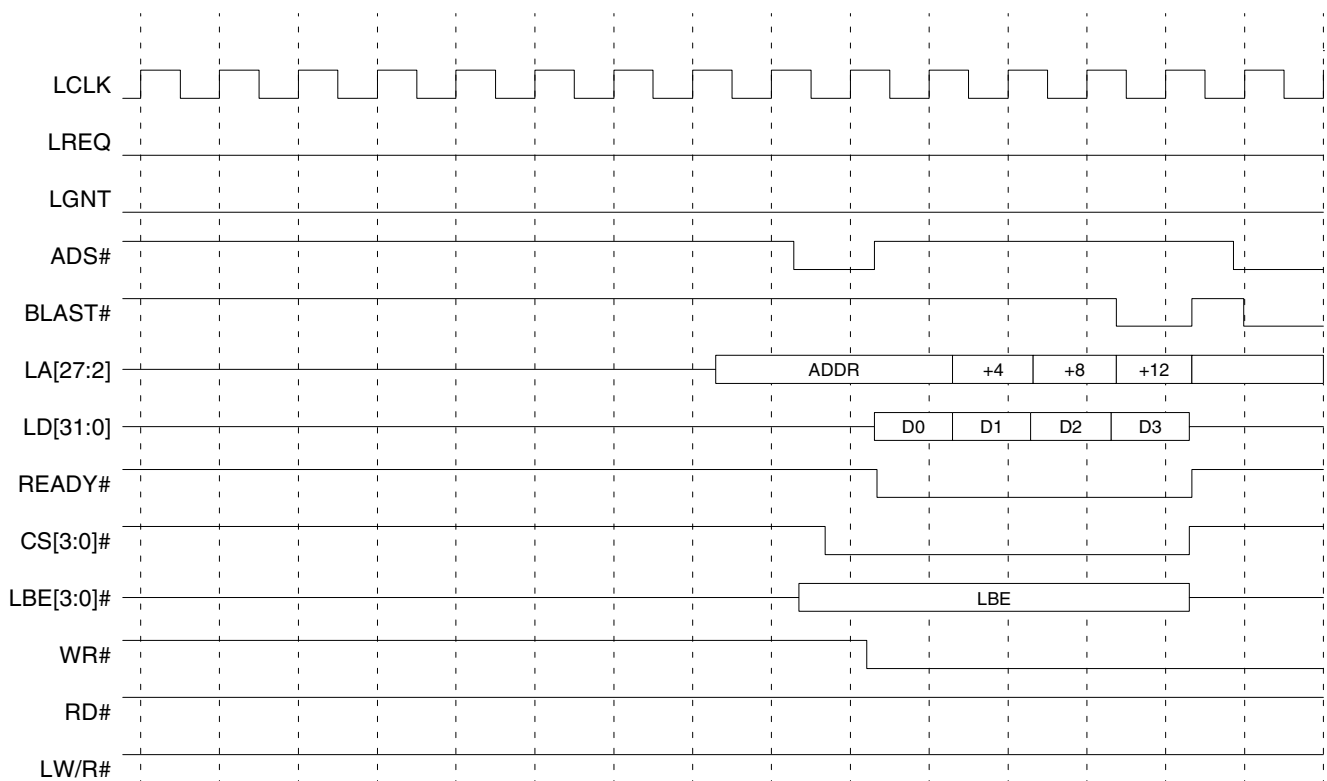 LCLK
LREQ
LGNT
ADS#
BLAST#
LA[27:2] ADDR +4 +8 +12
LD[31:0] D0 D1 D2 D3
READY#
CS[3:0]#
LBE[3:0]# LBE
WR#
RD#
LW/R#